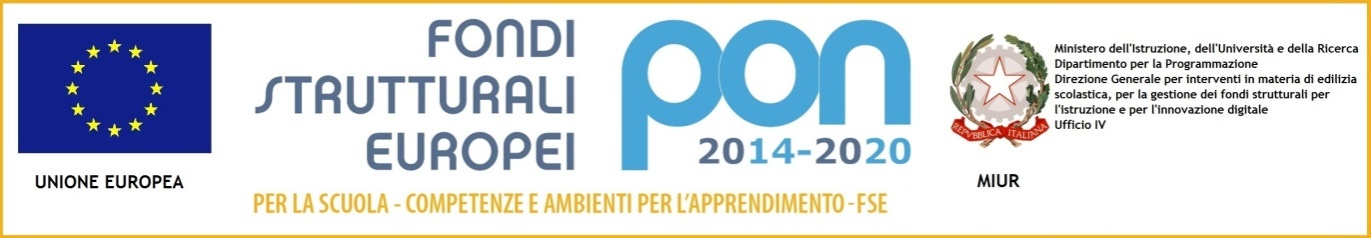 UNIONE EUROPEA
FONDI
STRUTTURALI
EUROPEI
pon
2014-2020
PER LA SCUOLA - COMPETENZE E AMBIENTI PER L'APPRENDIMENTO-FSE
REPVBBLICA ITALIANA
MIUR
Ministero dell'Istruzione, dell'Università e della Ricerca
Dipartimento per la Programmazione
Direzione Generale per interventi in materia di edilizia
scolastica, per la gestione dei fondi strutturali per
l'istruzione e per l'innovazione digitale
Ufficio IV